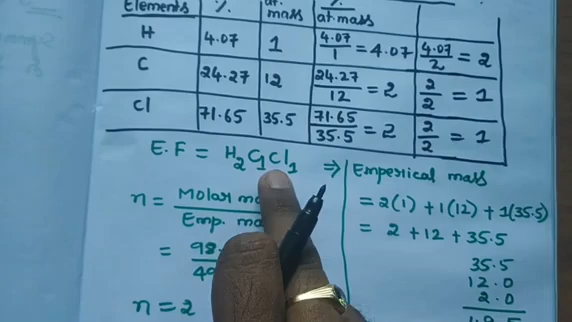 Elements % at. mass % / at.mass
H 4.07 1 4.07/1 = 4.07 4.07/2 = 2
C 24.27 12 24.27/12 = 2 2/2 = 1
Cl 71.65 35.5 71.65/35.5 = 2 2/2 = 1
E.F = H2C1Cl1 ⇒ Emperical mass
n = Molar
Emp.
= 2(1) + 1(12) + 1(35.5)
= 2 + 12 + 35.5
= 98.
35.5
12.0
2.0
n = 2